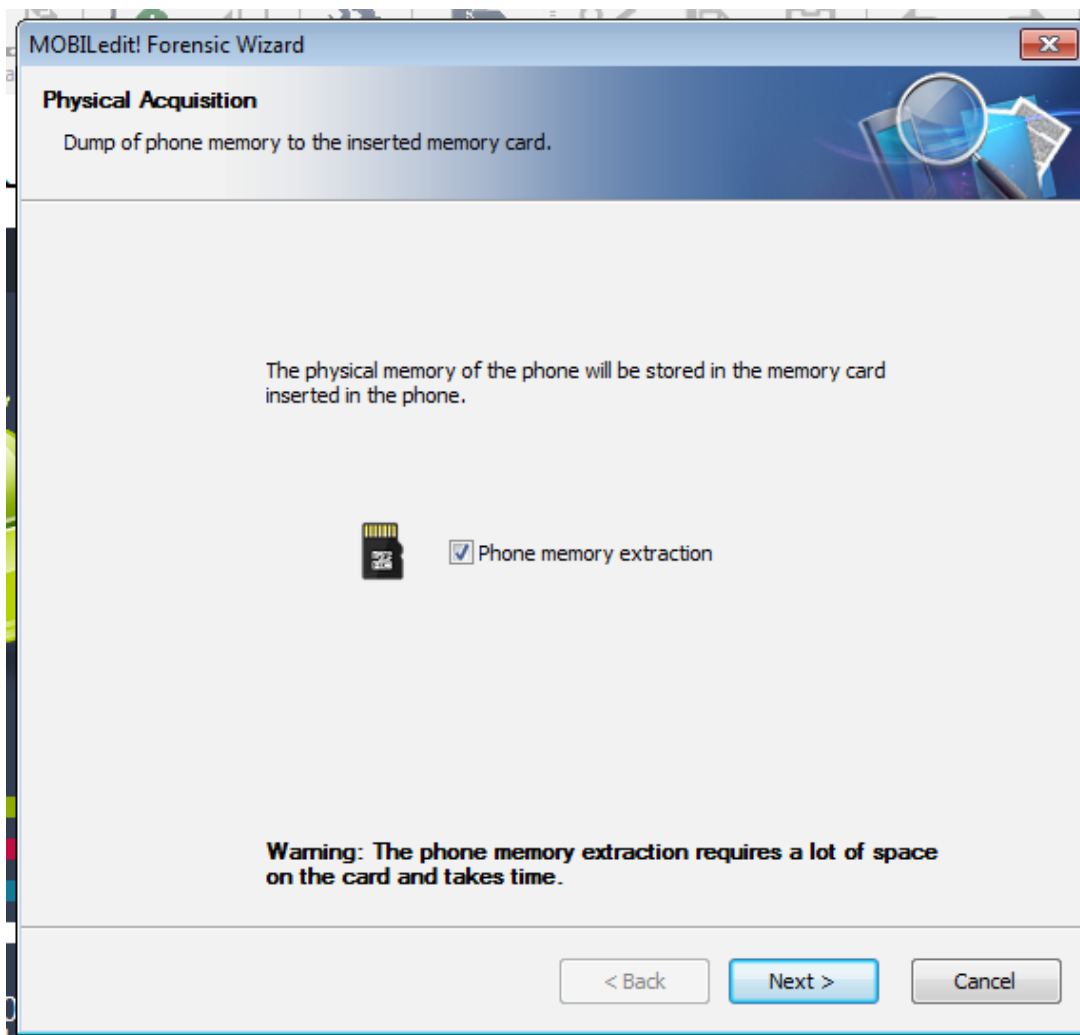 MOBILedit! Forensic Wizard
Physical Acquisition
Dump of phone memory to the inserted memory card.
The physical memory of the phone will be stored in the memory card
inserted in the phone.
Phone memory extraction
Warning: The phone memory extraction requires a lot of space
on the card and takes time.
< Back
Next >
Cancel